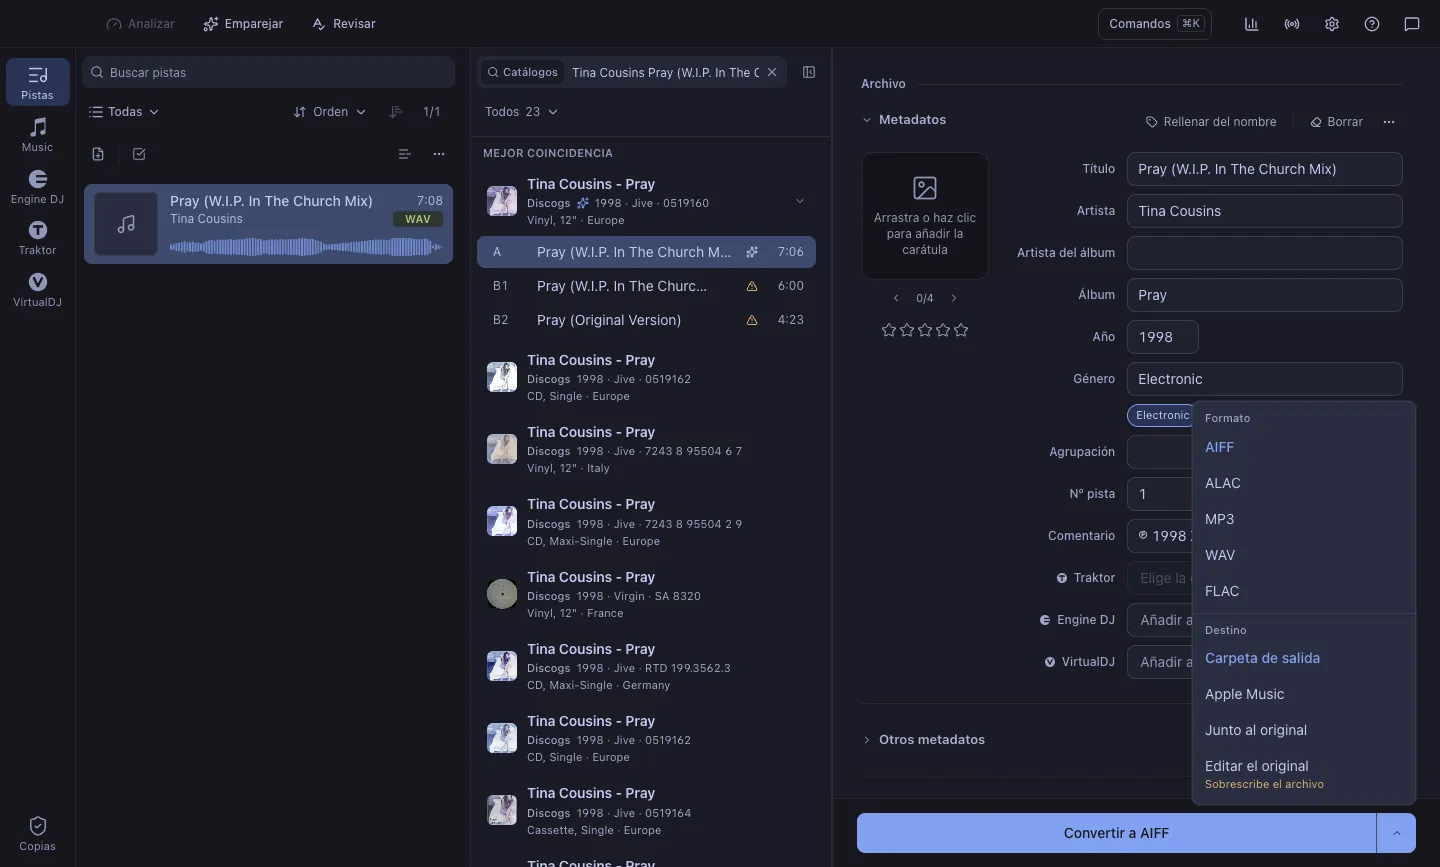 Analizar
Emparejar
Revisar
Comandos ⌘K
Pistas
Music
Engine DJ
Traktor
VirtualDJ
Copias
Buscar pistas
Todas
Orden
1/1
Pray (W.I.P. In The Church Mix) 7:08
Tina Cousins WAV
Catálogos Tina Cousins Pray (W.I.P. In The C
Todos 23
MEJOR COINCIDENCIA
Tina Cousins - Pray
Discogs 1998 · Jive · 0519160
Vinyl, 12" · Europe
A Pray (W.I.P. In The Church M... 7:06
B1 Pray (W.I.P. In The Churc... 6:00
B2 Pray (Original Version) 4:23
Tina Cousins - Pray
Discogs 1998 · Jive · 0519162
CD, Single · Europe
Tina Cousins - Pray
Discogs 1998 · Jive · 7243 8 95504 6 7
Vinyl, 12" · Italy
Tina Cousins - Pray
Discogs 1998 · Jive · 7243 8 95504 2 9
CD, Maxi-Single · Europe
Tina Cousins - Pray
Discogs 1998 · Virgin · SA 8320
Vinyl, 12" · France
Tina Cousins - Pray
Discogs 1998 · Jive · RTD 199.3562.3
CD, Maxi-Single · Germany
Tina Cousins - Pray
Discogs 1998 · Jive · 0519162
CD, Single · Europe
Tina Cousins - Pray
Discogs 1998 · Jive · 0519164
Cassette, Single · Europe
Tina Cousins - Pray
Archivo
Metadatos
Rellenar del nombre
Borrar
Arrastra o haz clic
para añadir la
carátula
0/4
Título Pray (W.I.P. In The Church Mix)
Artista Tina Cousins
Artista del álbum
Álbum Pray
Año 1998
Género Electronic
Electronic
Agrupación
Nº pista 1
Comentario ℗ 1998
Traktor Elige la
Engine DJ Añadir a
VirtualDJ Añadir a
Otros metadatos
Formato
AIFF
ALAC
MP3
WAV
FLAC
Destino
Carpeta de salida
Apple Music
Junto al original
Editar el original
Sobrescribe el archivo
Convertir a AIFF